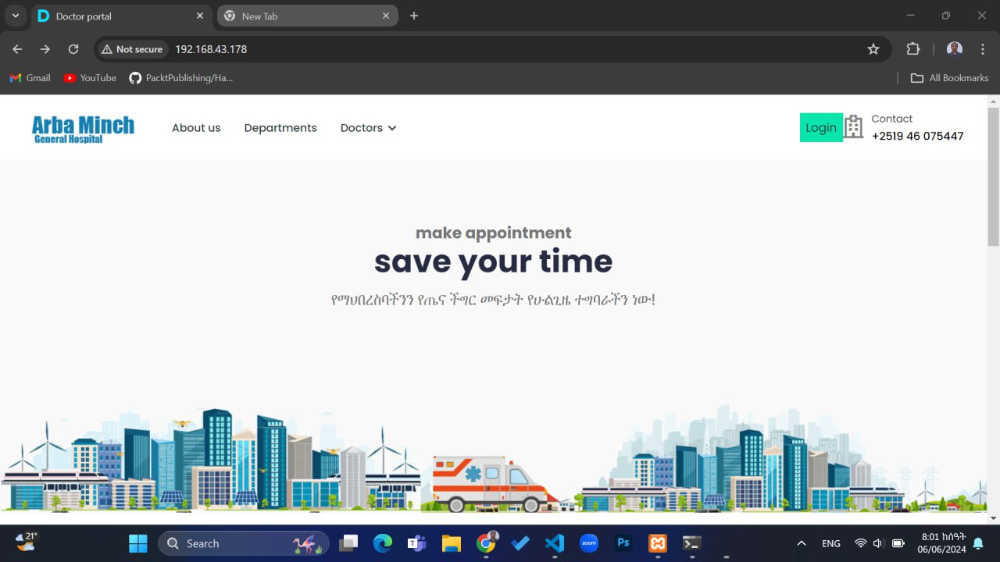 Doctor portal
New Tab
Not secure 192.168.43.178
Gmail YouTube PacktPublishing/Ha... All Bookmarks
Arba Minch
General Hospital
About us Departments Doctors
Login
Contact
+2519 46 075447
make appointment
save your time
የማህበረሰባችንን የጤና ችግር መፍታት የሁልጊዜ ተግባራችን ነው!
21°
Search
T
zoom
Ps
ENG
8:01 ከሰዓት
06/06/2024